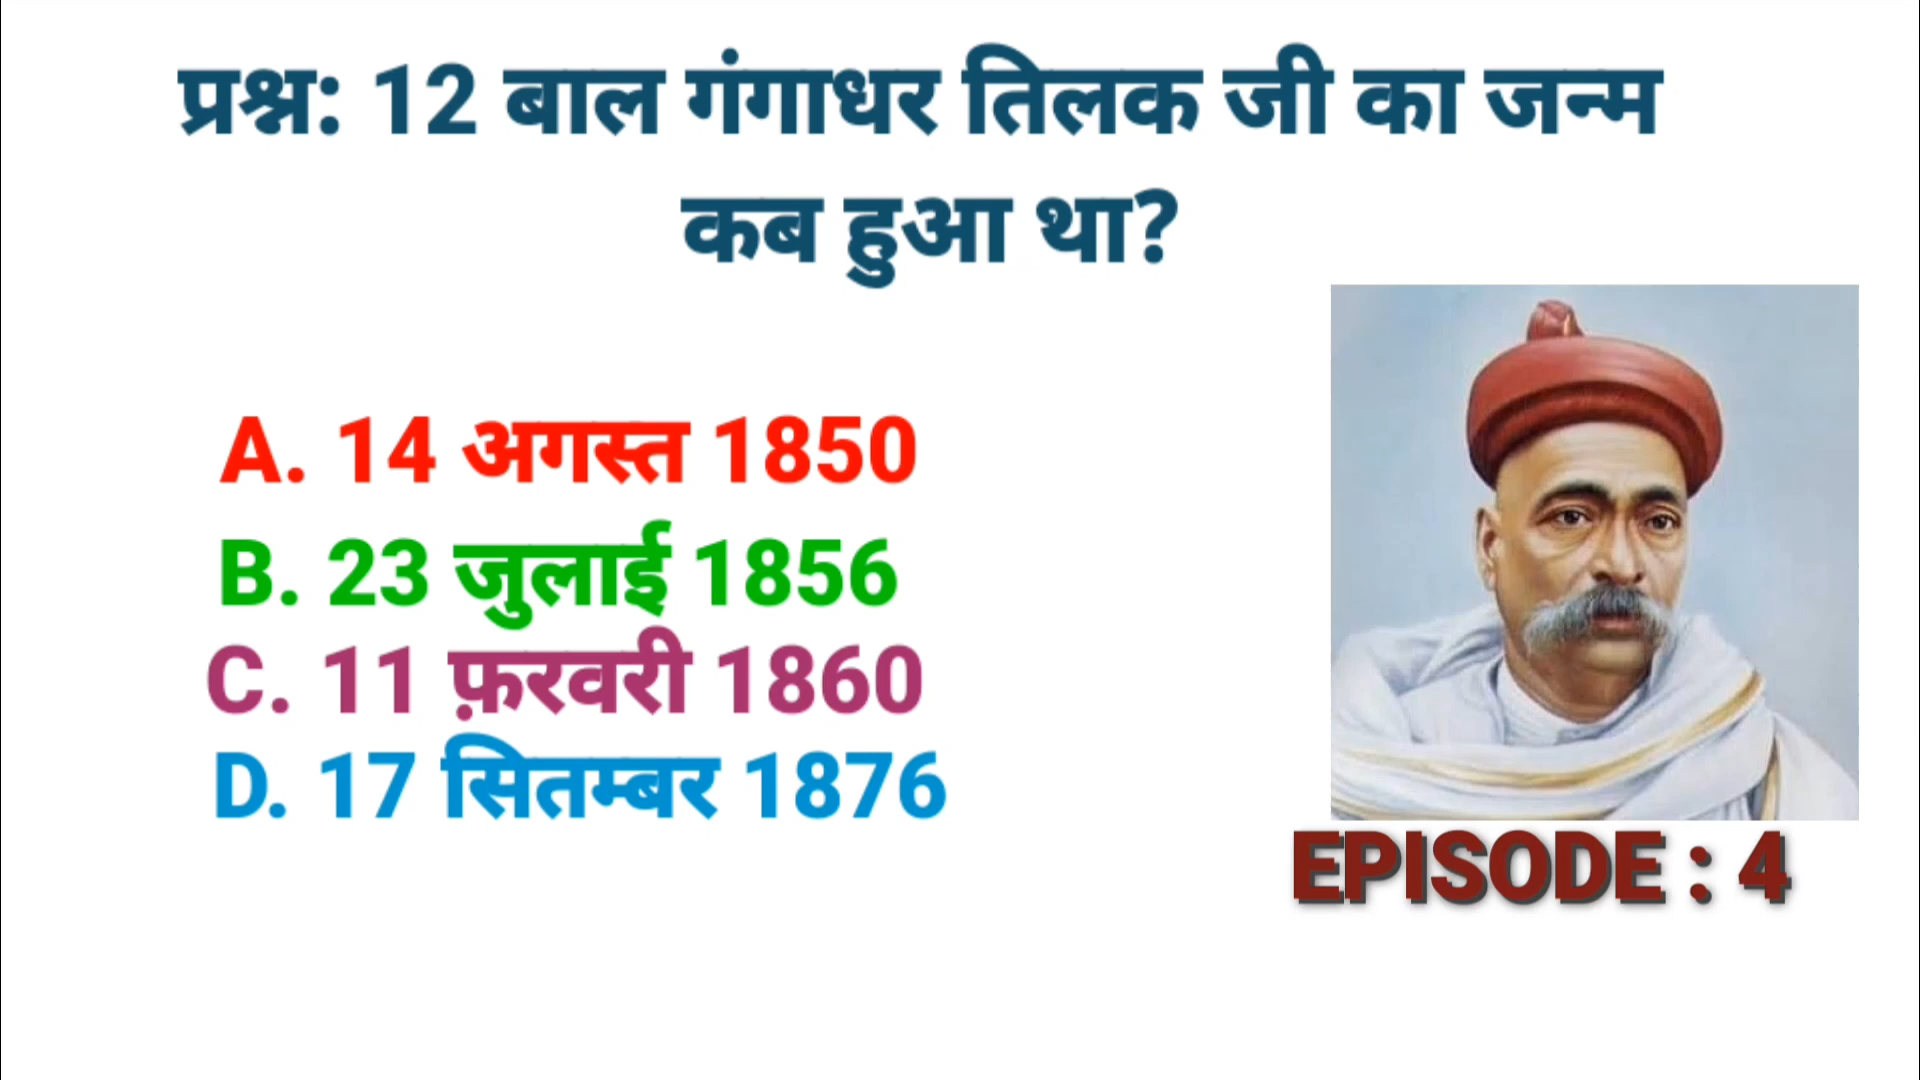 प्रश्न: 12 बाल गंगाधर तिलक जी का जन्म
कब हुआ था?
A. 14 अगस्त 1850
B. 23 जुलाई 1856
C. 11 फ़रवरी 1860
D. 17 सितम्बर 1876
EPISODE : 4